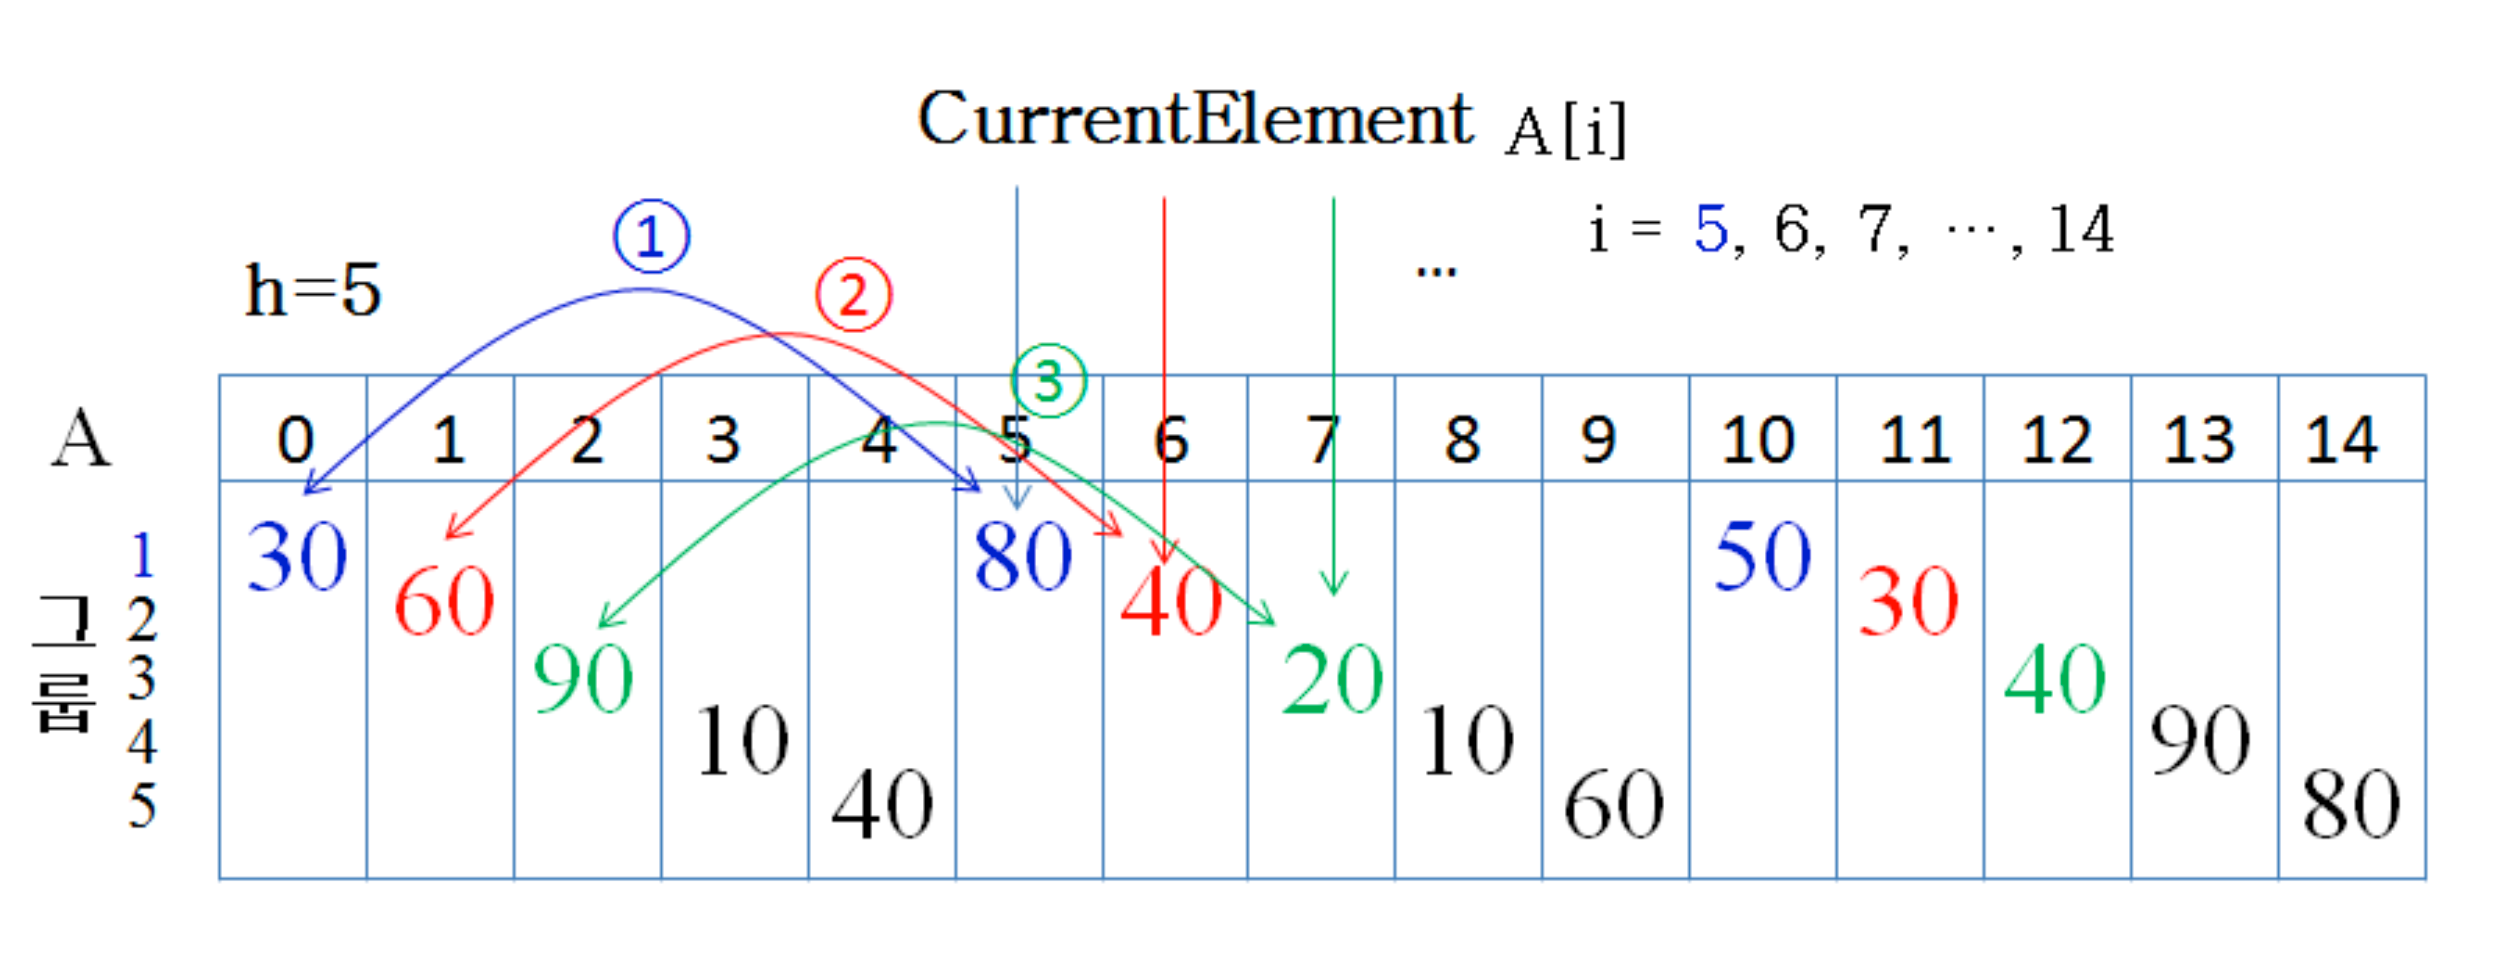 CurrentElement A[i]
① i = 5, 6, 7, …, 14
h=5 ② ...
③
A 0 1 2 3 4 5 6 7 8 9 10 11 12 13 14
그룹
1 30 80 50
2 60 40 30
3 90 20 40
4 10 10 90
5 40 60 80